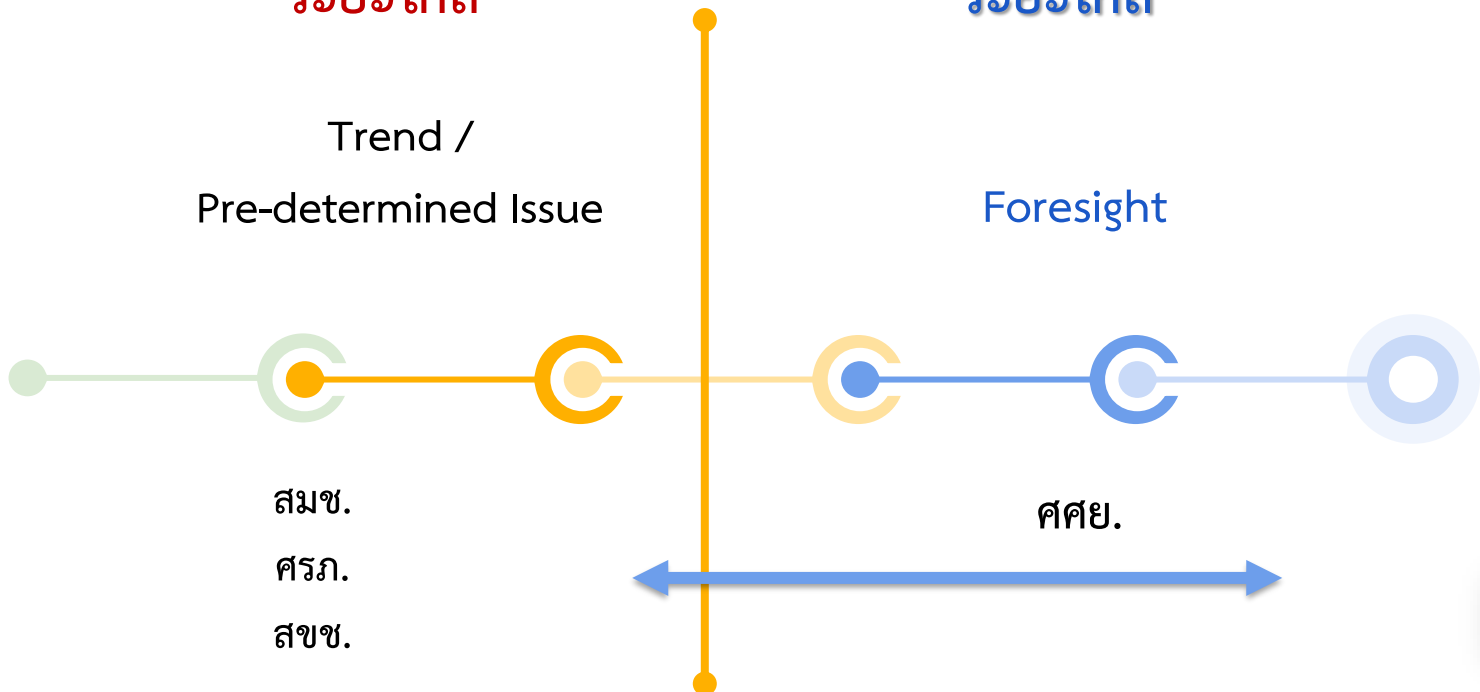 Trend /
Pre-determined Issue
Foresight
สมช.
ศรภ.
สขช.
ศศย.